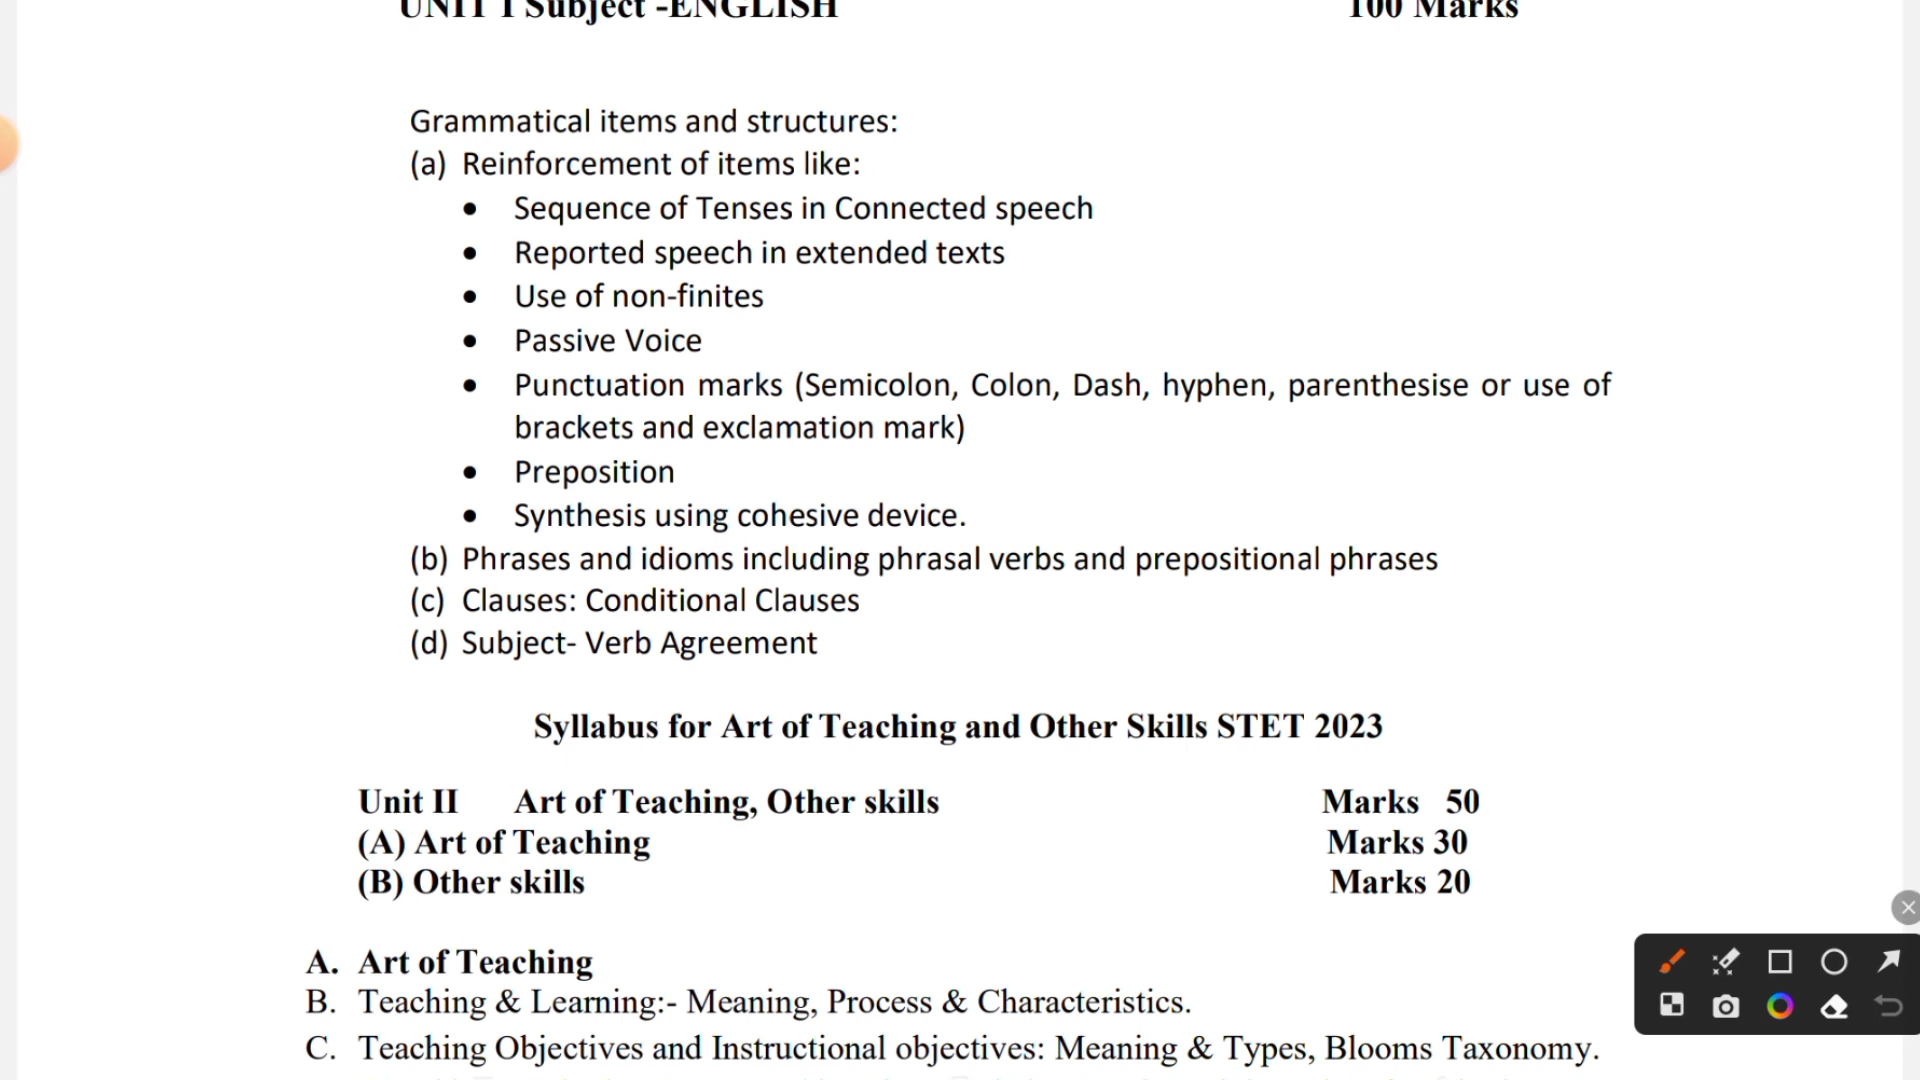 UNIT I Subject -ENGLISH 100 Marks
Grammatical items and structures:
(a) Reinforcement of items like:
• Sequence of Tenses in Connected speech
• Reported speech in extended texts
• Use of non-finites
• Passive Voice
• Punctuation marks (Semicolon, Colon, Dash, hyphen, parenthesise or use of
brackets and exclamation mark)
• Preposition
• Synthesis using cohesive device.
(b) Phrases and idioms including phrasal verbs and prepositional phrases
(c) Clauses: Conditional Clauses
(d) Subject- Verb Agreement
Syllabus for Art of Teaching and Other Skills STET 2023
Unit II Art of Teaching, Other skills Marks 50
(A) Art of Teaching Marks 30
(B) Other skills Marks 20
A. Art of Teaching
B. Teaching & Learning:- Meaning, Process & Characteristics.
C. Teaching Objectives and Instructional objectives: Meaning & Types, Blooms Taxonomy.